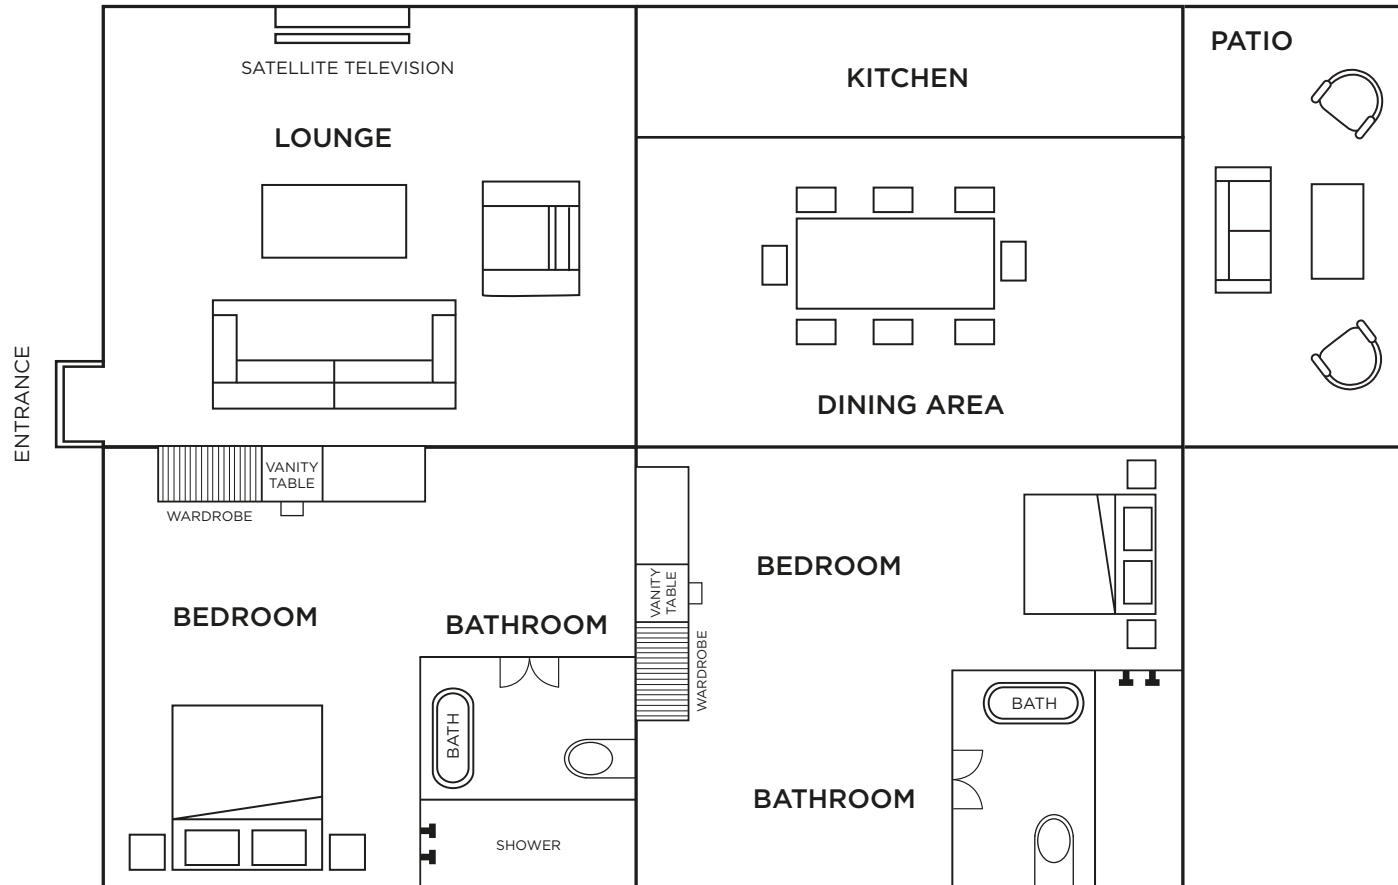 PATIO
KITCHEN
SATELLITE TELEVISION
LOUNGE
ENTRANCE
DINING AREA
VANITY
TABLE
WARDROBE
BEDROOM
BATHROOM
BATH
SHOWER
VANITY
TABLE
WARDROBE
BEDROOM
BATH
BATHROOM